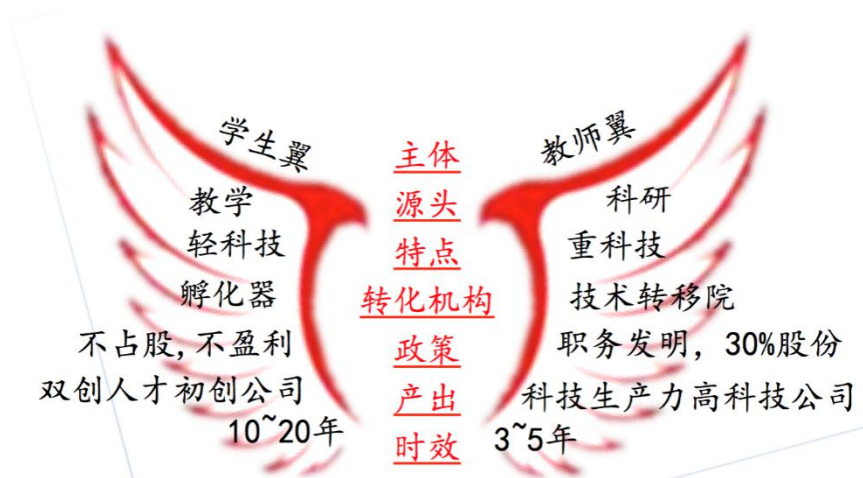 学生翼 主体 教师翼
教学 源头 科研
轻科技 特点 重科技
孵化器 转化机构 技术转移院
不占股,不盈利 政策 职务发明, 30%股份
双创人才初创公司 产出 科技生产力高科技公司
10~20年 时效 3~5年